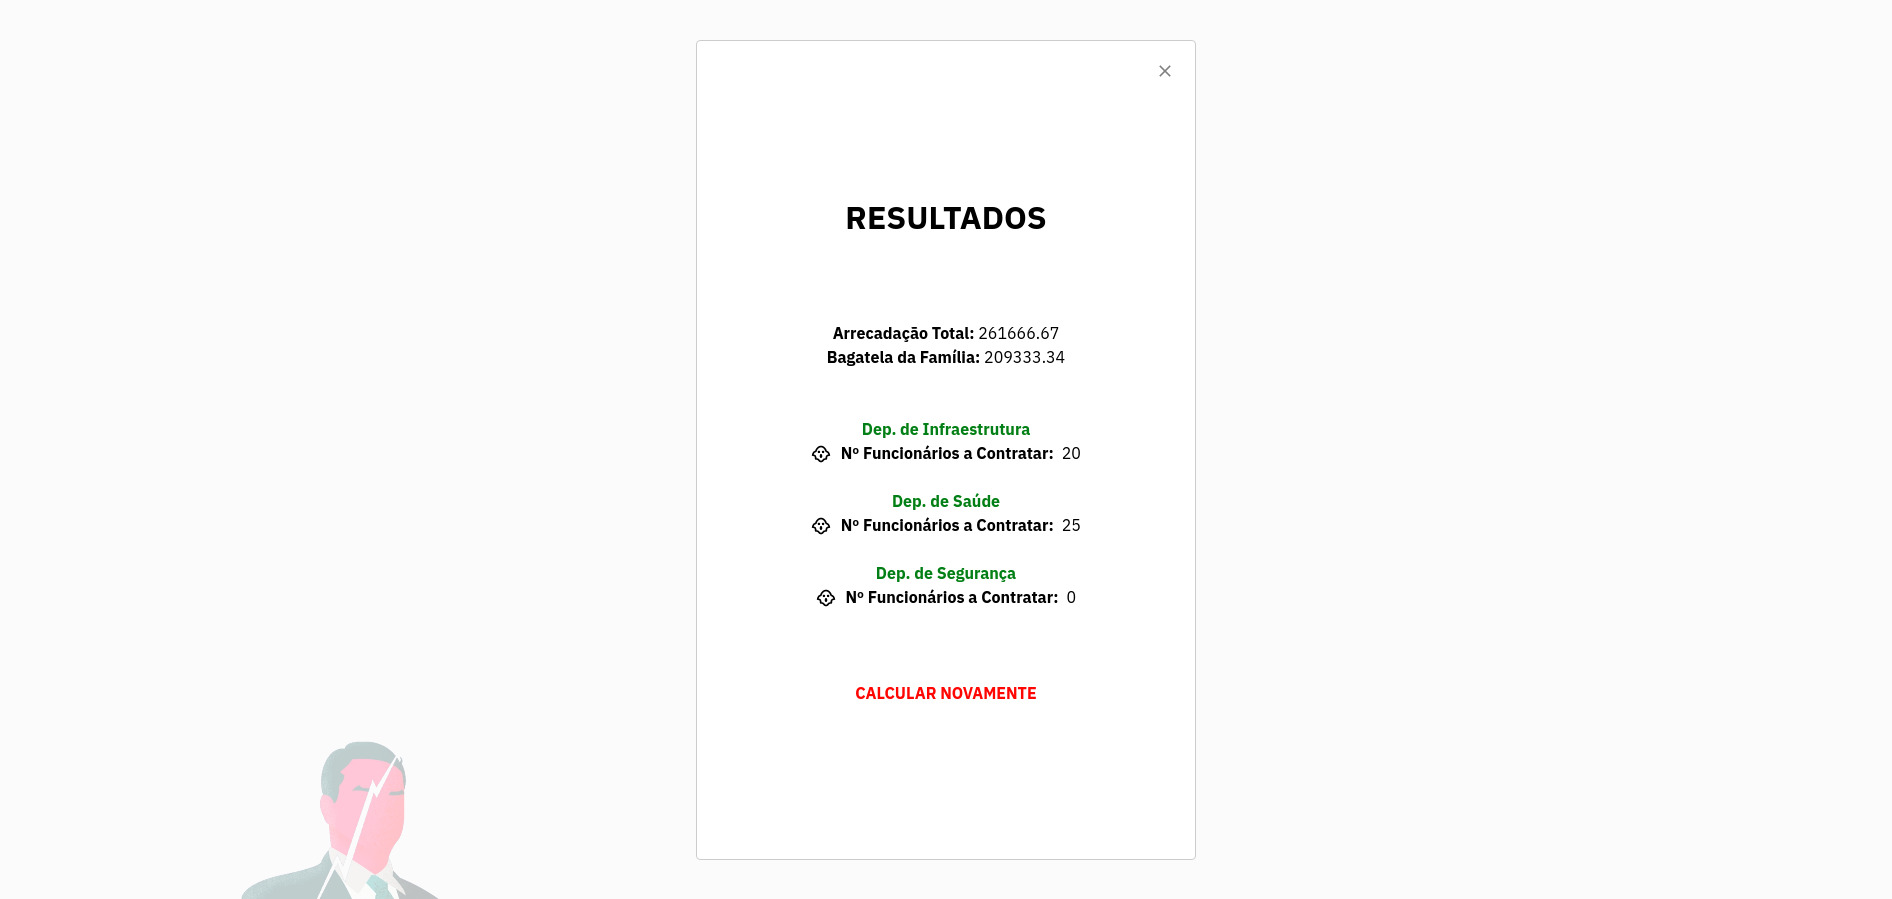 RESULTADOS
Arrecadação Total: 261666.67
Bagatela da Família: 209333.34
Dep. de Infraestrutura
Nº Funcionários a Contratar: 20
Dep. de Saúde
Nº Funcionários a Contratar: 25
Dep. de Segurança
Nº Funcionários a Contratar: 0
CALCULAR NOVAMENTE